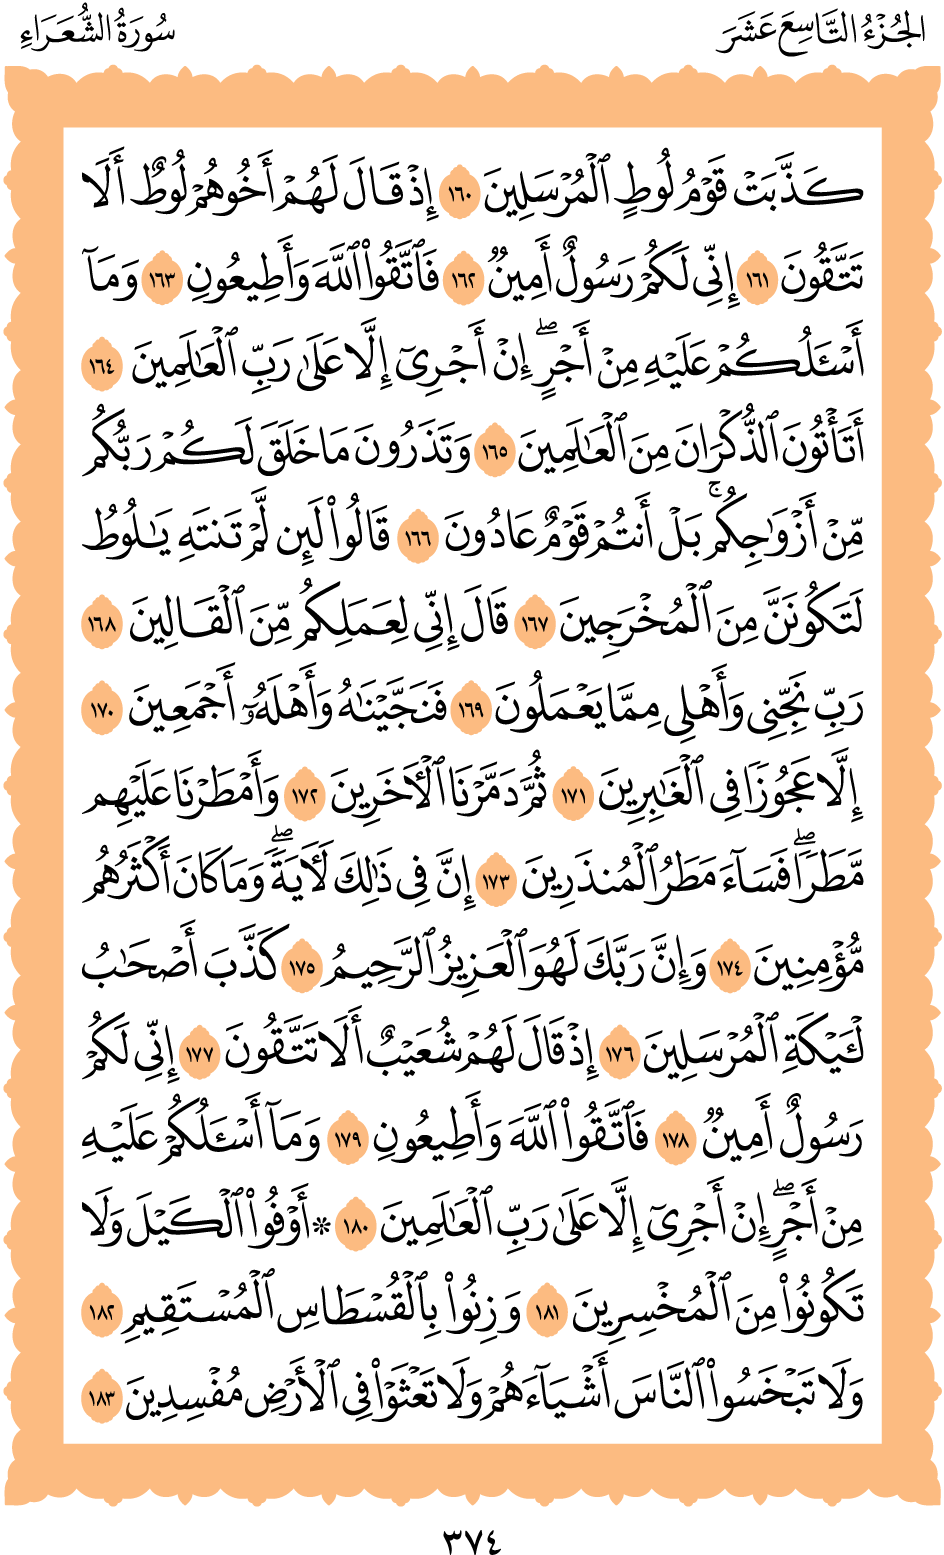 الجُزْءُ التَّاسِعَ عَشَرَ
سُورَةُ الشُّعَرَاءِ
كَذَّبَتْ قَوْمُ لُوطٍ ٱلْمُرْسَلِينَ ١٦٠ إِذْ قَالَ لَهُمْ أَخُوهُمْ لُوطٌ أَلَا
تَتَّقُونَ ١٦١ إِنِّى لَكُمْ رَسُولٌ أَمِينٌ ١٦٢ فَٱتَّقُوا۟ ٱللَّهَ وَأَطِيعُونِ ١٦٣ وَمَآ
أَسْـَٔلُكُمْ عَلَيْهِ مِنْ أَجْرٍ ۖ إِنْ أَجْرِىَ إِلَّا عَلَىٰ رَبِّ ٱلْعَـٰلَمِينَ ١٦٤
أَتَأْتُونَ ٱلذُّكْرَانَ مِنَ ٱلْعَـٰلَمِينَ ١٦٥ وَتَذَرُونَ مَا خَلَقَ لَكُمْ رَبُّكُم
مِّنْ أَزْوَٰجِكُم ۚ بَلْ أَنتُمْ قَوْمٌ عَادُونَ ١٦٦ قَالُوا۟ لَئِن لَّمْ تَنتَهِ يَـٰلُوطُ
لَتَكُونَنَّ مِنَ ٱلْمُخْرَجِينَ ١٦٧ قَالَ إِنِّى لِعَمَلِكُم مِّنَ ٱلْقَالِينَ ١٦٨
رَبِّ نَجِّنِى وَأَهْلِى مِمَّا يَعْمَلُونَ ١٦٩ فَنَجَّيْنَـٰهُ وَأَهْلَهُۥٓ أَجْمَعِينَ ١٧٠
إِلَّا عَجُوزًا فِى ٱلْغَـٰبِرِينَ ١٧١ ثُمَّ دَمَّرْنَا ٱلْـَٔاخَرِينَ ١٧٢ وَأَمْطَرْنَا عَلَيْهِم
مَّطَرًا ۖ فَسَآءَ مَطَرُ ٱلْمُنذَرِينَ ١٧٣ إِنَّ فِى ذَٰلِكَ لَـَٔايَةً ۖ وَمَا كَانَ أَكْثَرُهُم
مُّؤْمِنِينَ ١٧٤ وَإِنَّ رَبَّكَ لَهُوَ ٱلْعَزِيزُ ٱلرَّحِيمُ ١٧٥ كَذَّبَ أَصْحَـٰبُ
لْـَٔيْكَةِ ٱلْمُرْسَلِينَ ١٧٦ إِذْ قَالَ لَهُمْ شُعَيْبٌ أَلَا تَتَّقُونَ ١٧٧ إِنِّى لَكُمْ
رَسُولٌ أَمِينٌ ١٧٨ فَٱتَّقُوا۟ ٱللَّهَ وَأَطِيعُونِ ١٧٩ وَمَآ أَسْـَٔلُكُمْ عَلَيْهِ
مِنْ أَجْرٍ ۖ إِنْ أَجْرِىَ إِلَّا عَلَىٰ رَبِّ ٱلْعَـٰلَمِينَ ١٨٠ * أَوْفُوا۟ ٱلْكَيْلَ وَلَا
تَكُونُوا۟ مِنَ ٱلْمُخْسِرِينَ ١٨١ وَزِنُوا۟ بِٱلْقُسْطَاسِ ٱلْمُسْتَقِيمِ ١٨٢
وَلَا تَبْخَسُوا۟ ٱلنَّاسَ أَشْيَآءَهُمْ وَلَا تَعْثَوْا۟ فِى ٱلْأَرْضِ مُفْسِدِينَ ١٨٣
٣٧٤